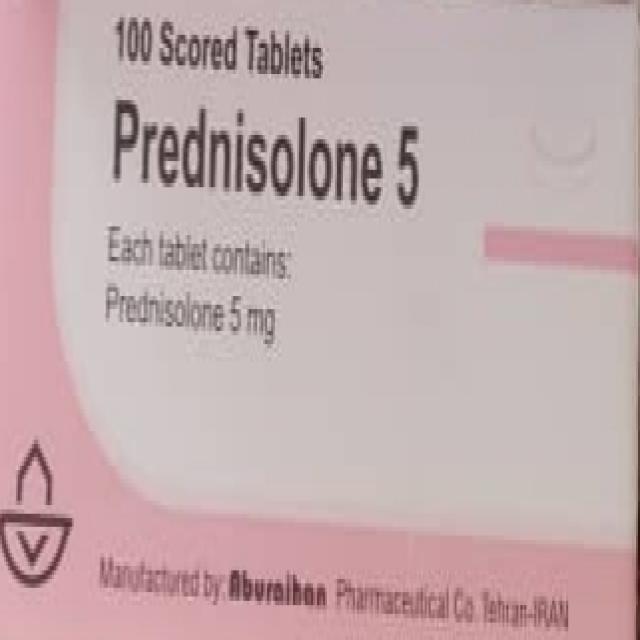 100 Scored Tablets
Prednisolone 5
Each tablet contains:
Prednisolone 5 mg
Manufactured by: Aburaihan Pharmaceutical Co. Tehran-IRAN